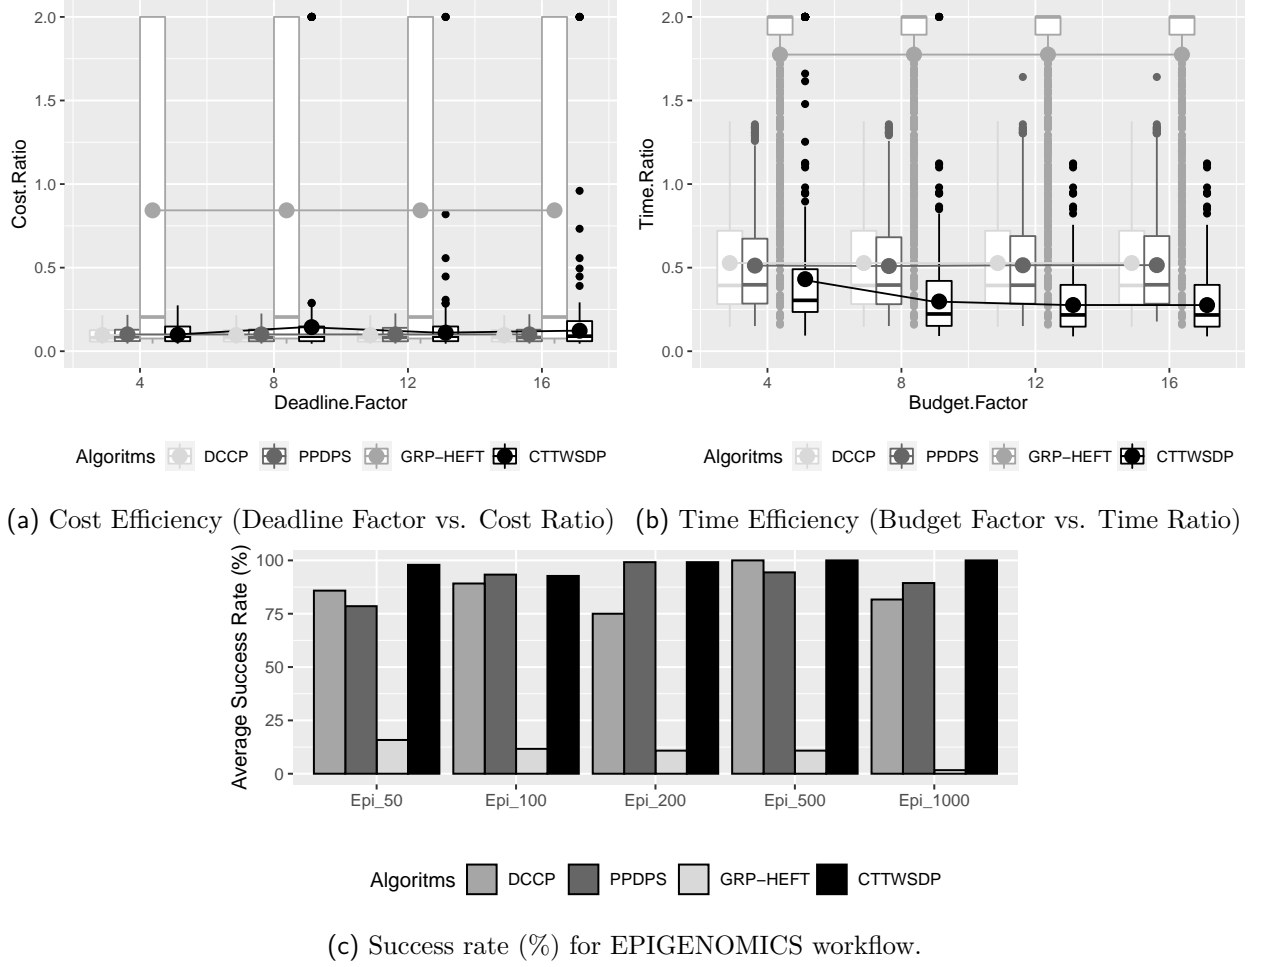 2.0
1.5
1.0
0.5
0.0
Cost.Ratio
4 8 12 16
Deadline.Factor
Algoritms DCCP PPDPS GRP−HEFT CTTWSDP
(a) Cost Efficiency (Deadline Factor vs. Cost Ratio)
2.0
1.5
1.0
0.5
0.0
Time.Ratio
4 8 12 16
Budget.Factor
Algoritms DCCP PPDPS GRP−HEFT CTTWSDP
(b) Time Efficiency (Budget Factor vs. Time Ratio)
100
75
50
25
0
Average Success Rate (%)
Epi_50 Epi_100 Epi_200 Epi_500 Epi_1000
Algoritms DCCP PPDPS GRP−HEFT CTTWSDP
(c) Success rate (%) for EPIGENOMICS workflow.